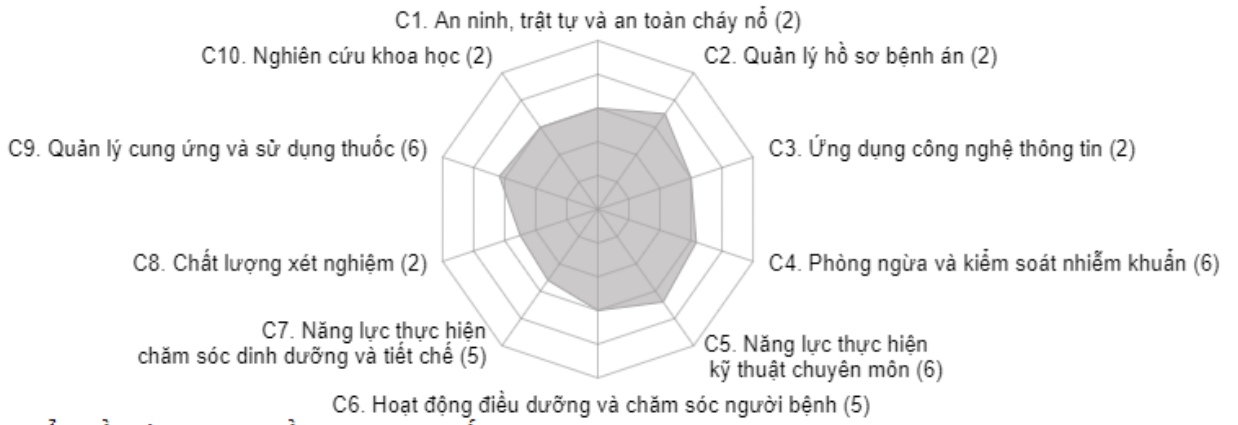 C1. An ninh, trật tự và an toàn cháy nổ (2)
C10. Nghiên cứu khoa học (2)
C2. Quản lý hồ sơ bệnh án (2)
C9. Quản lý cung ứng và sử dụng thuốc (6)
C3. Ứng dụng công nghệ thông tin (2)
C8. Chất lượng xét nghiệm (2)
C4. Phòng ngừa và kiểm soát nhiễm khuẩn (6)
C7. Năng lực thực hiện
chăm sóc dinh dưỡng và tiết chế (5)
C5. Năng lực thực hiện
kỹ thuật chuyên môn (6)
C6. Hoạt động điều dưỡng và chăm sóc người bệnh (5)